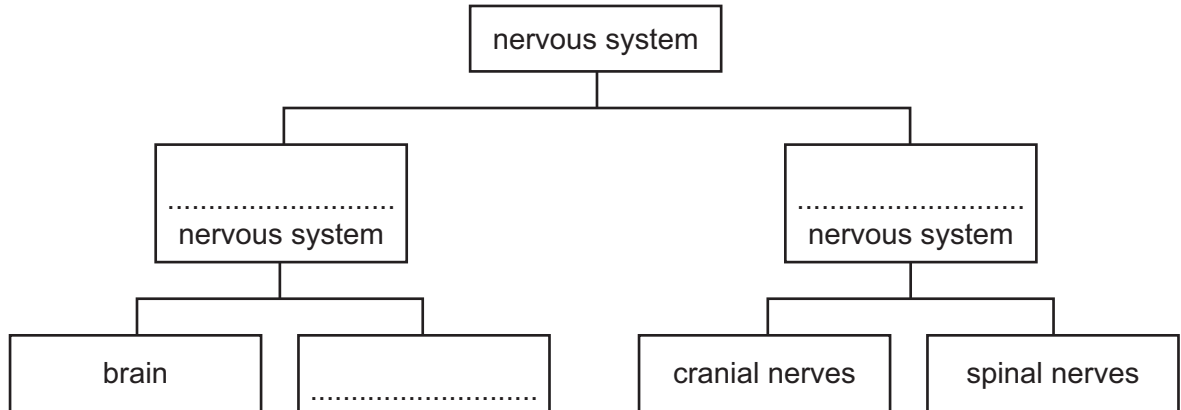 nervous system
............................ ............................
nervous system nervous system
brain ............................ cranial nerves spinal nerves